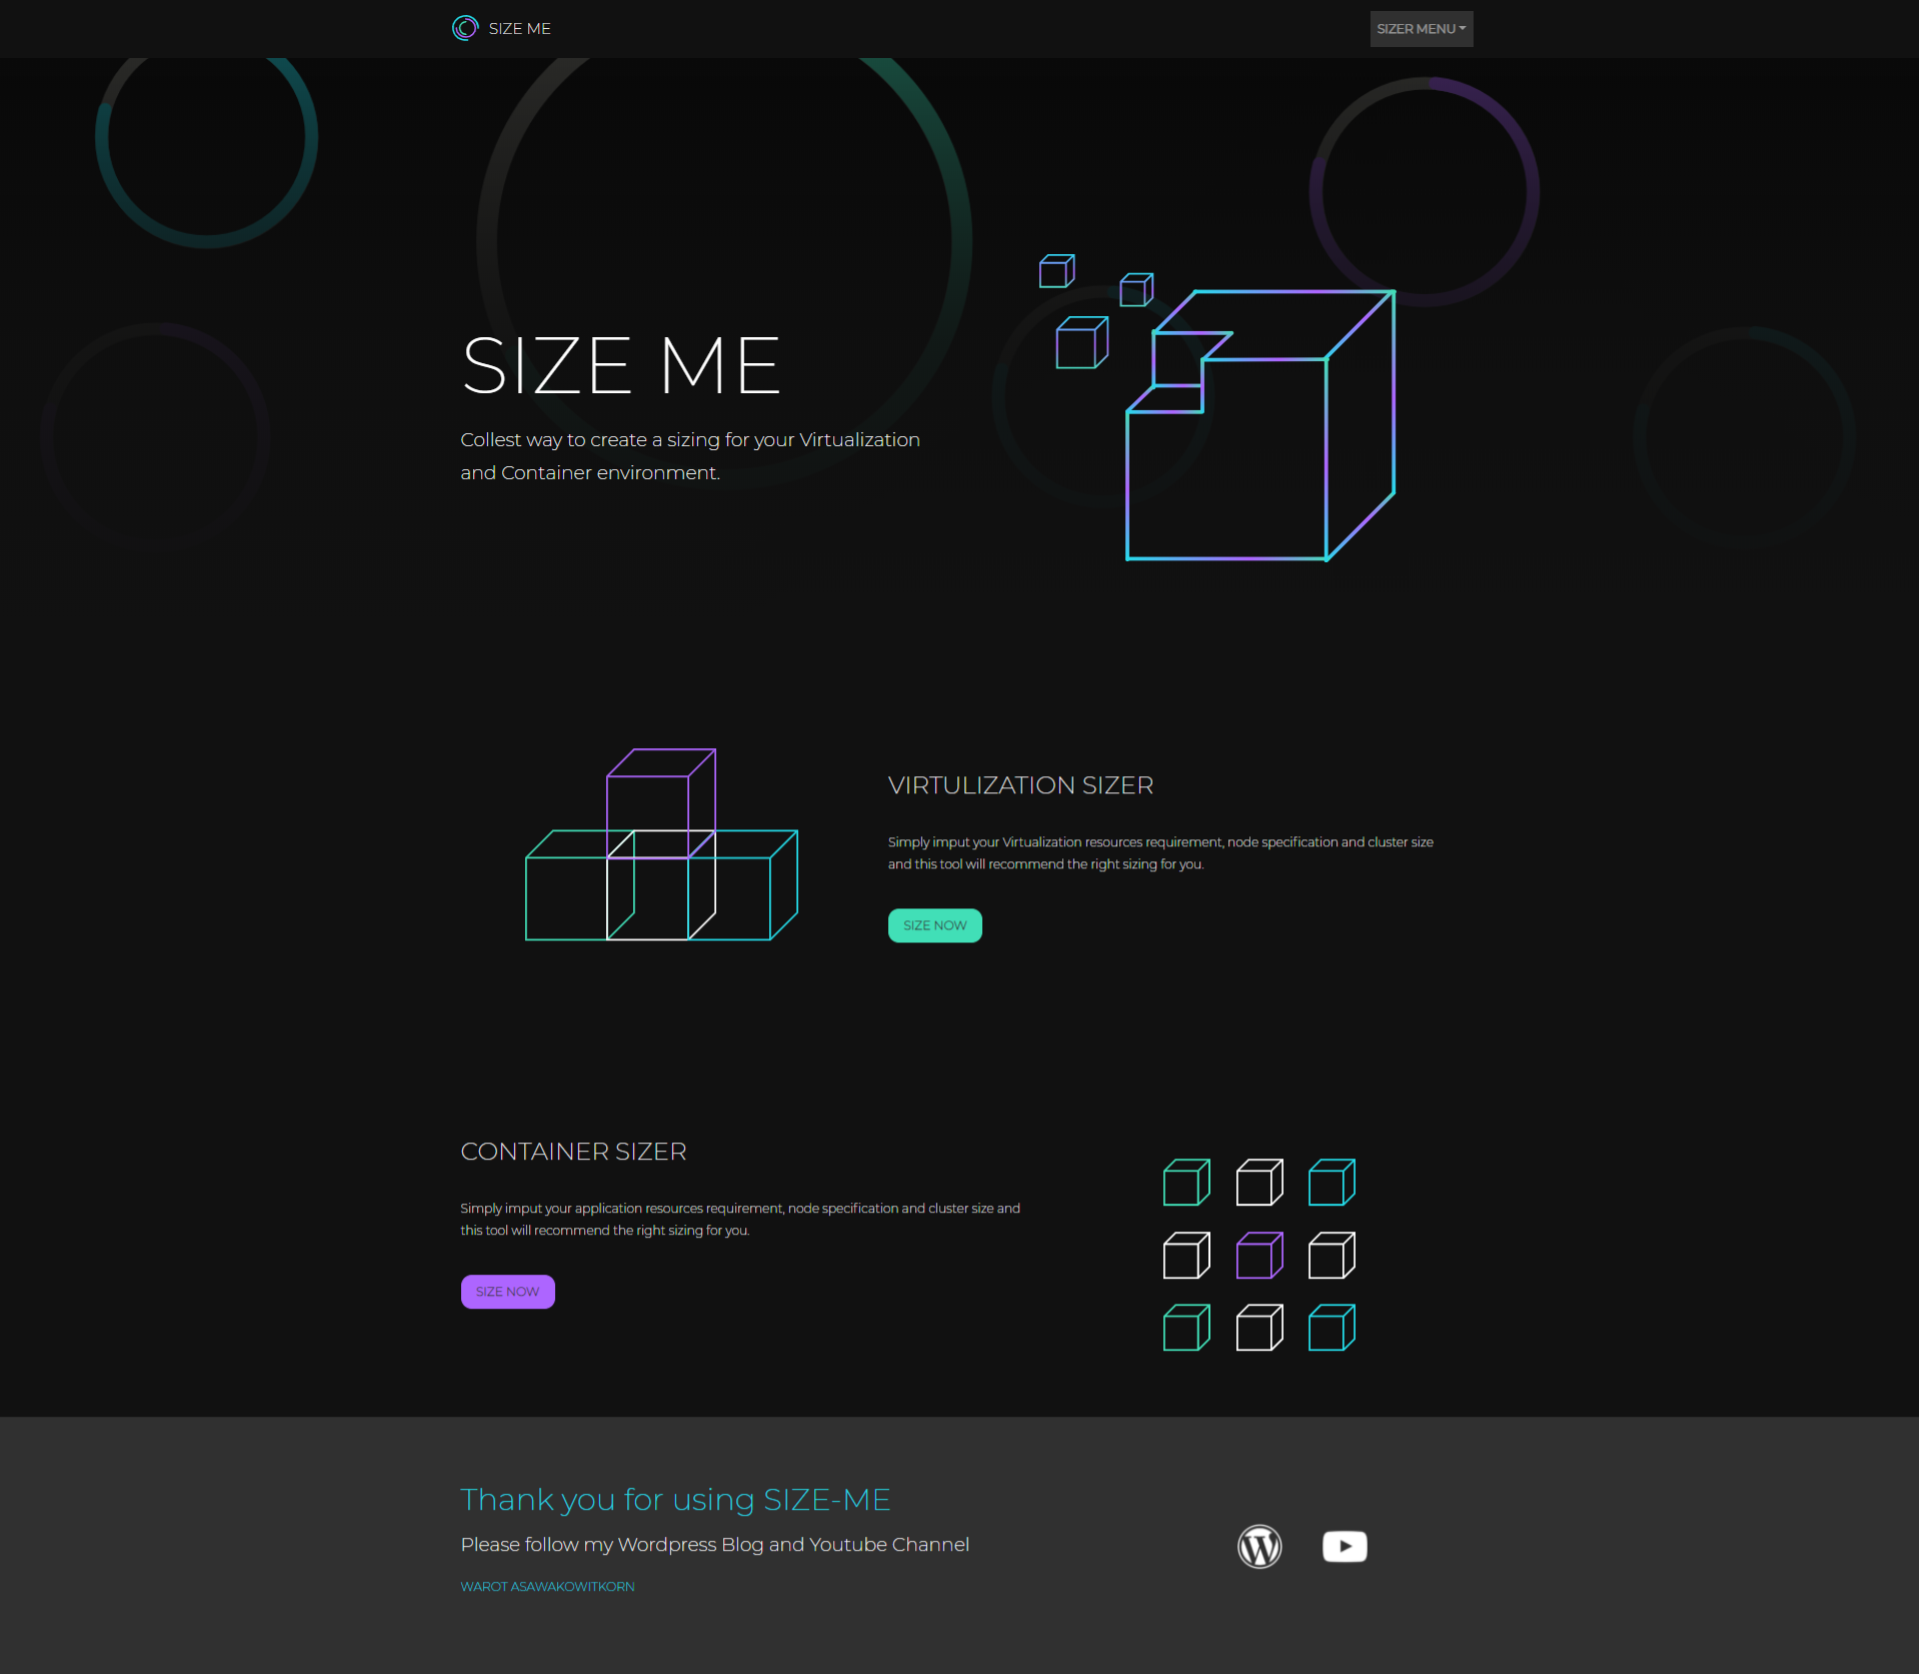 SIZE ME
SIZER MENU
SIZE ME
Collest way to create a sizing for your Virtualization
and Container environment.
VIRTULIZATION SIZER
Simply imput your Virtualization resources requirement, node specification and cluster size
and this tool will recommend the right sizing for you.
SIZE NOW
CONTAINER SIZER
Simply imput your application resources requirement, node specification and cluster size and
this tool will recommend the right sizing for you.
SIZE NOW
Thank you for using SIZE-ME
Please follow my Wordpress Blog and Youtube Channel
WAROT ASAWAKOWITKORN